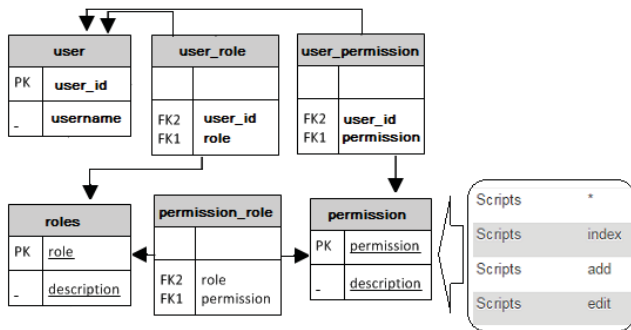 user
PK user_id
- username
user_role
FK2 user_id
FK1 role
user_permission
FK2 user_id
FK1 permission
roles
PK role
- description
permission_role
FK2 role
FK1 permission
permission
PK permission
- description
Scripts *
Scripts index
Scripts add
Scripts edit